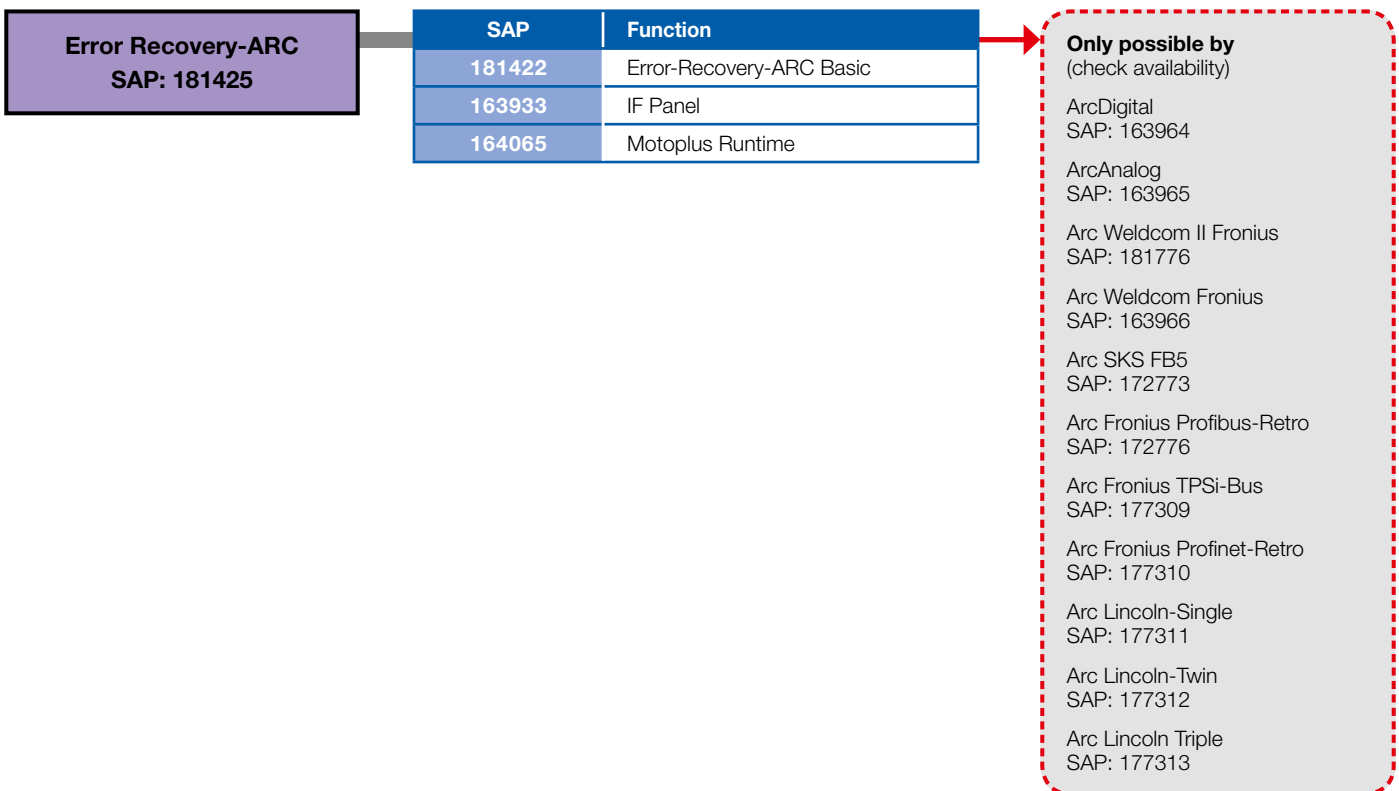 Error Recovery-ARC
SAP: 181425
SAP Function
181422 Error-Recovery-ARC Basic
163933 IF Panel
164065 Motoplus Runtime
Only possible by
(check availability)
ArcDigital
SAP: 163964
ArcAnalog
SAP: 163965
Arc Weldcom II Fronius
SAP: 181776
Arc Weldcom Fronius
SAP: 163966
Arc SKS FB5
SAP: 172773
Arc Fronius Profibus-Retro
SAP: 172776
Arc Fronius TPSi-Bus
SAP: 177309
Arc Fronius Profinet-Retro
SAP: 177310
Arc Lincoln-Single
SAP: 177311
Arc Lincoln-Twin
SAP: 177312
Arc Lincoln Triple
SAP: 177313